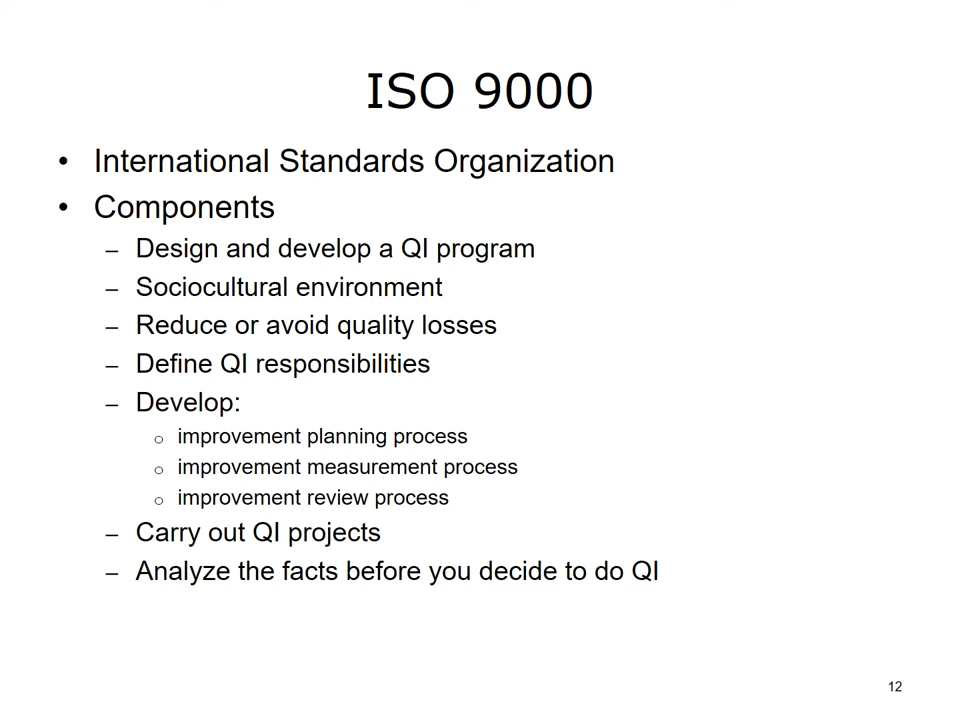 ISO 9000
• International Standards Organization
• Components
– Design and develop a QI program
– Sociocultural environment
– Reduce or avoid quality losses
– Define QI responsibilities
– Develop:
o improvement planning process
o improvement measurement process
o improvement review process
– Carry out QI projects
– Analyze the facts before you decide to do QI
12